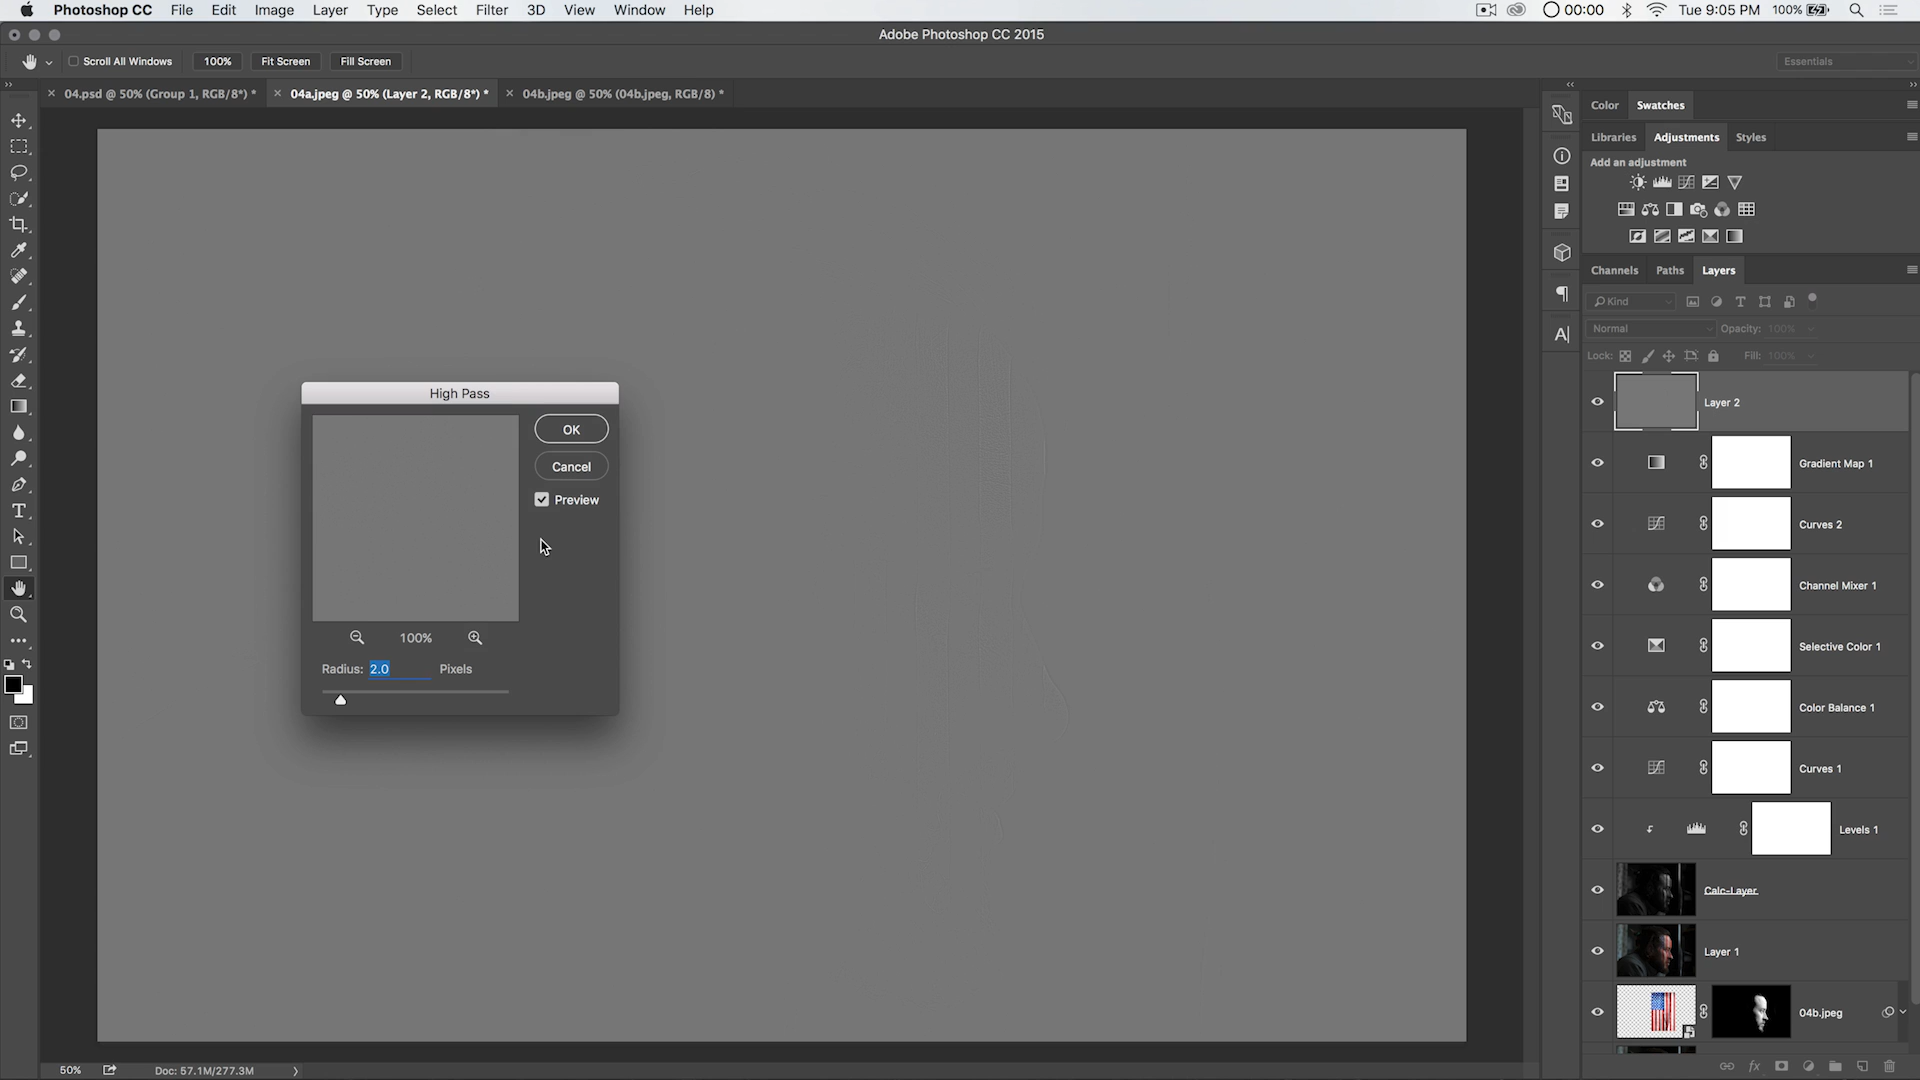 Photoshop CC File Edit Image Layer Type Select Filter 3D View Window Help 00:00 Tue 9:05 PM 100%
Adobe Photoshop CC 2015
Scroll All Windows 100% Fit Screen Fill Screen Essentials
04.psd @ 50% (Group 1, RGB/8*) * 04a.jpeg @ 50% (Layer 2, RGB/8*) * 04b.jpeg @ 50% (04b.jpeg, RGB/8) *
Color Swatches
Libraries Adjustments Styles
Add an adjustment
Channels Paths Layers
Kind
Normal Opacity: 100%
Lock: Fill: 100%
Layer 2
Gradient Map 1
Curves 2
Channel Mixer 1
Selective Color 1
Color Balance 1
Curves 1
Levels 1
Calc-Layer
Layer 1
04b.jpeg
High Pass
OK
Cancel
Preview
100%
Radius: 2.0 Pixels
50% Doc: 57.1M/277.3M